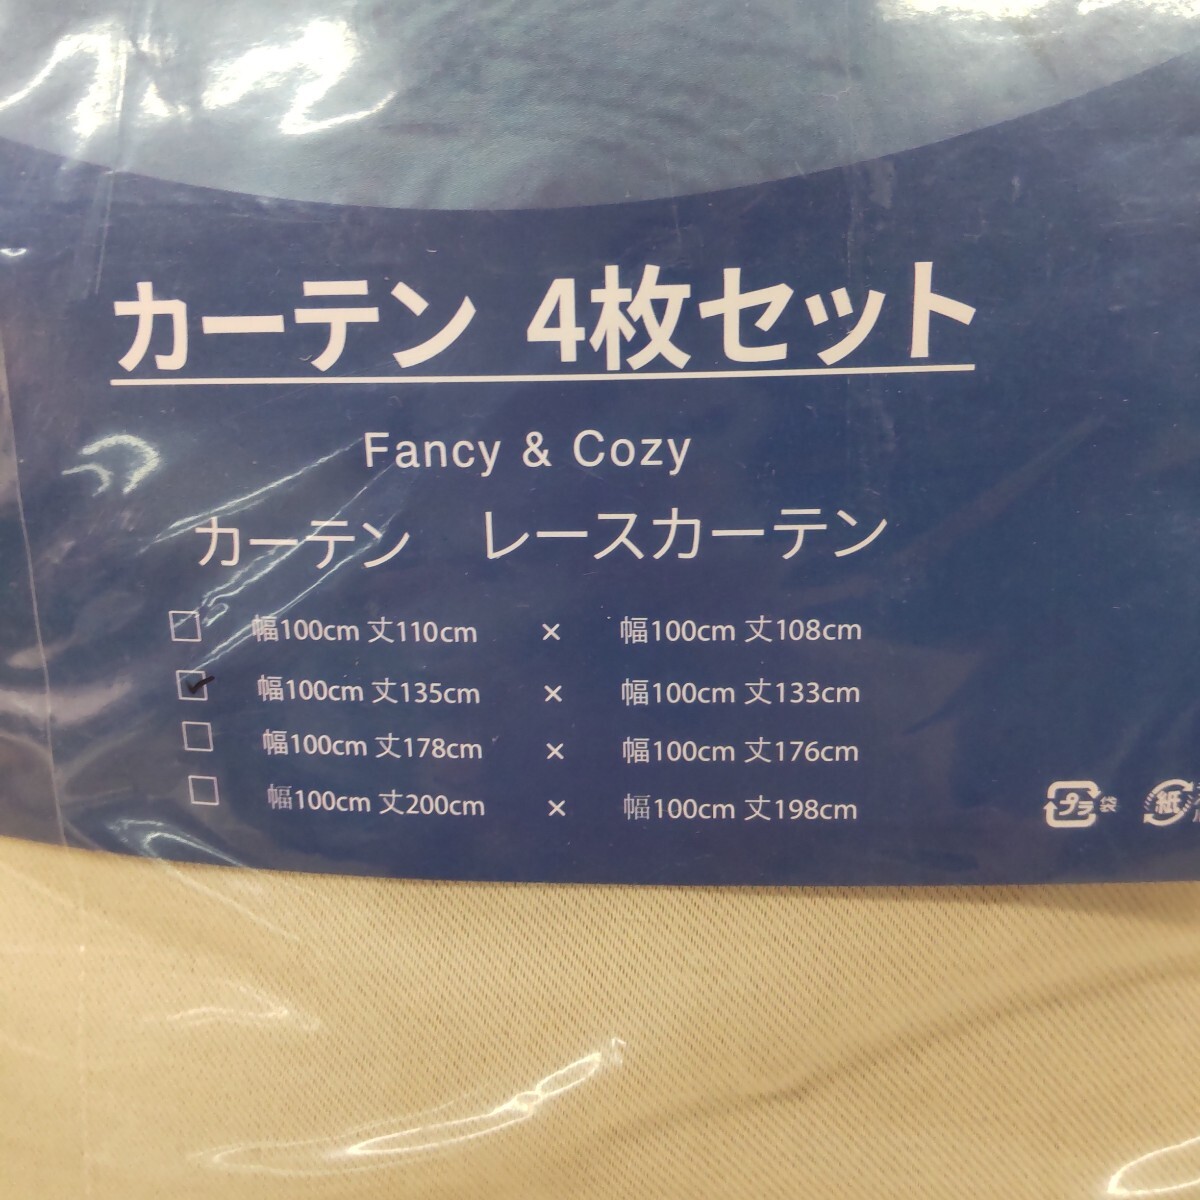 カーテン 4枚セット
Fancy & Cozy
カーテン レースカーテン
幅100cm 丈110cm × 幅100cm 丈108cm
幅100cm 丈135cm × 幅100cm 丈133cm
幅100cm 丈178cm × 幅100cm 丈176cm
幅100cm 丈200cm × 幅100cm 丈198cm
プラ 袋 紙